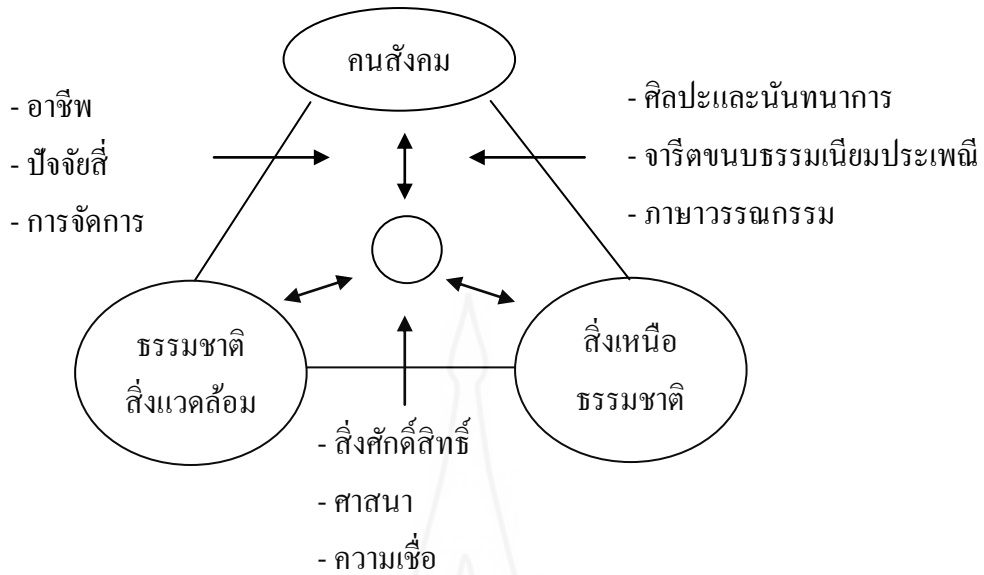 คนสังคม
- อาชีพ
- ปัจจัยสี่
- การจัดการ
- ศิลปะและนันทนาการ
- จารีตขนบธรรมเนียมประเพณี
- ภาษาวรรณกรรม
ธรรมชาติ
สิ่งแวดล้อม
สิ่งเหนือ
ธรรมชาติ
- สิ่งศักดิ์สิทธิ์
- ศาสนา
- ความเชื่อ